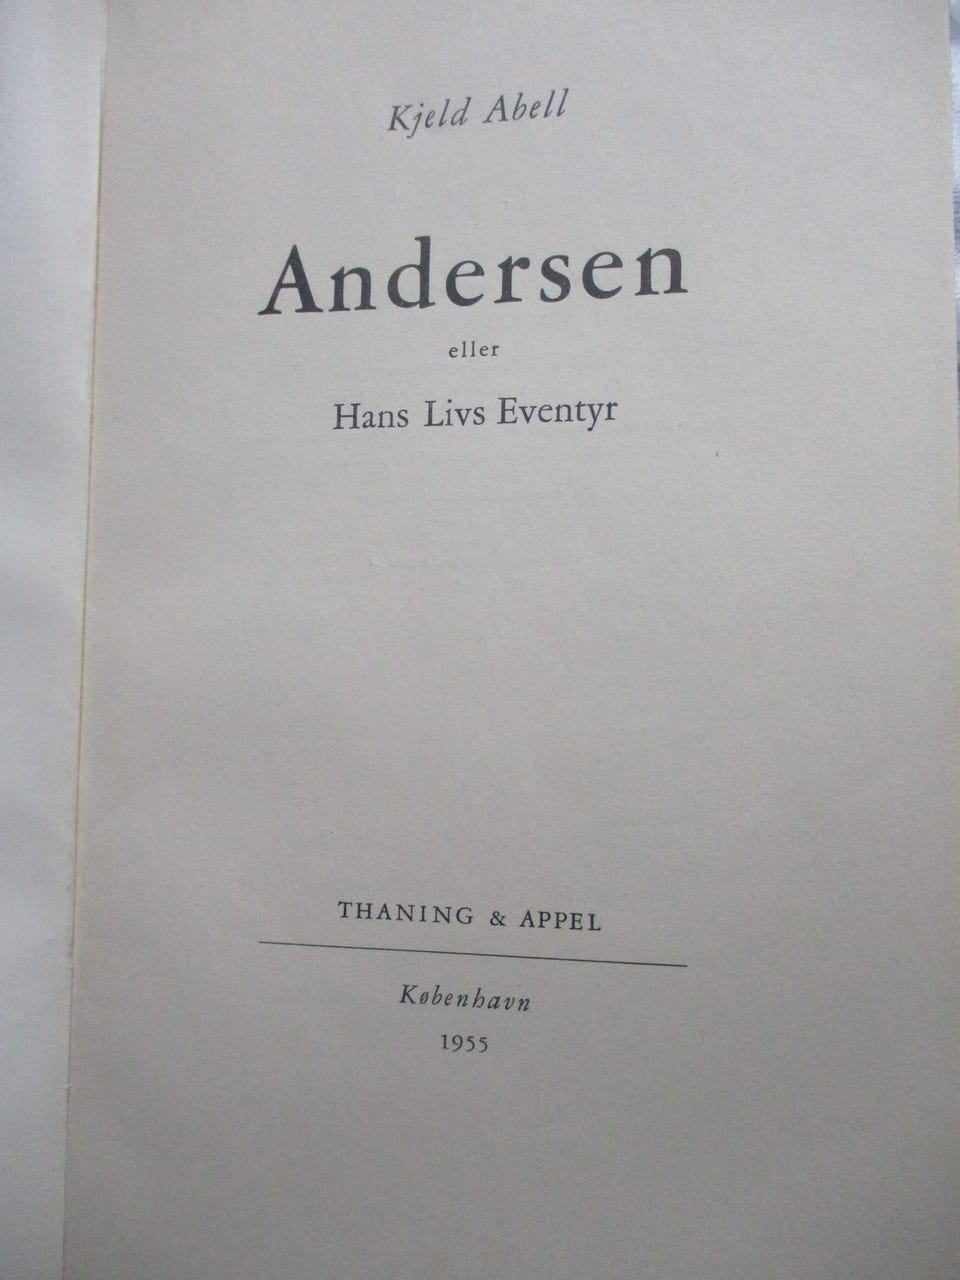 Kjeld Abell
Andersen
eller
Hans Livs Eventyr
THANING & APPEL
København
1955